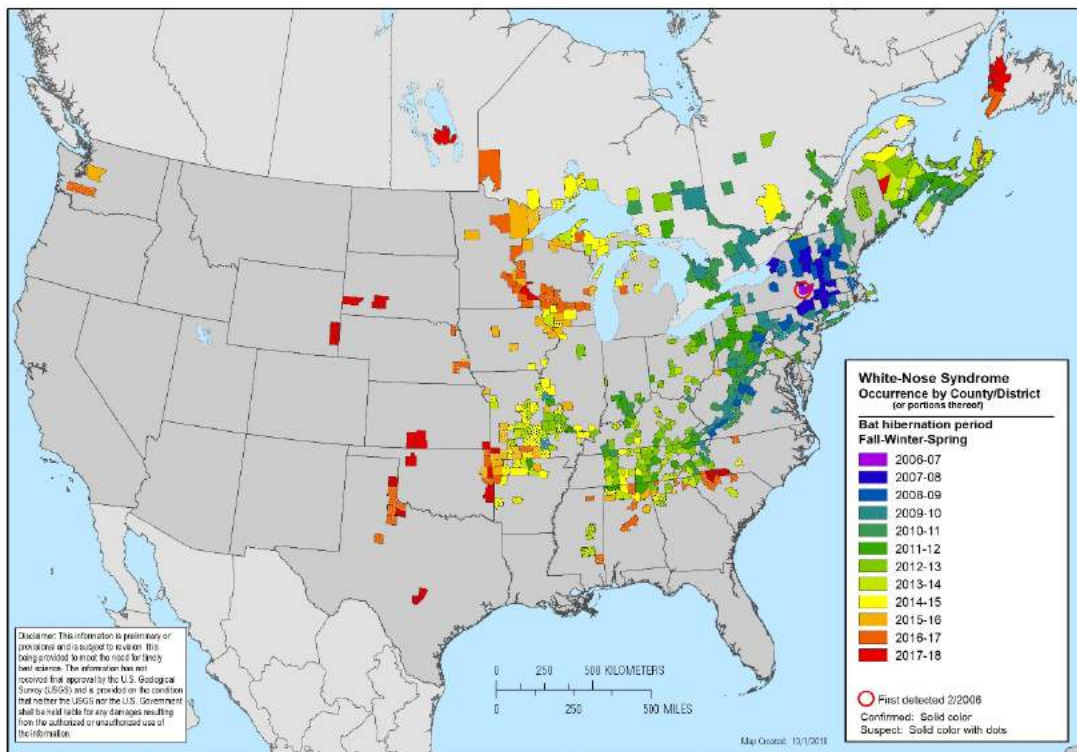 White-Nose Syndrome
Occurrence by County/District
(or portions thereof)
Bat hibernation period
Fall-Winter-Spring
2006-07
2007-08
2008-09
2009-10
2010-11
2011-12
2012-13
2013-14
2014-15
2015-16
2016-17
2017-18
First detected 2/2006
Confirmed: Solid color
Suspect: Solid color with dots
Disclaimer: This information is preliminary or
provisional and is subject to revision. It is
being provided to meet the need for timely
best science. The information has not
received final approval by the U.S. Geological
Survey (USGS) and is provided on the condition
that neither the USGS nor the U.S. Government
shall be held liable for any damages resulting
from the authorized or unauthorized use of
the information.
0 250 500 KILOMETERS
0 250 500 MILES
Map Created: